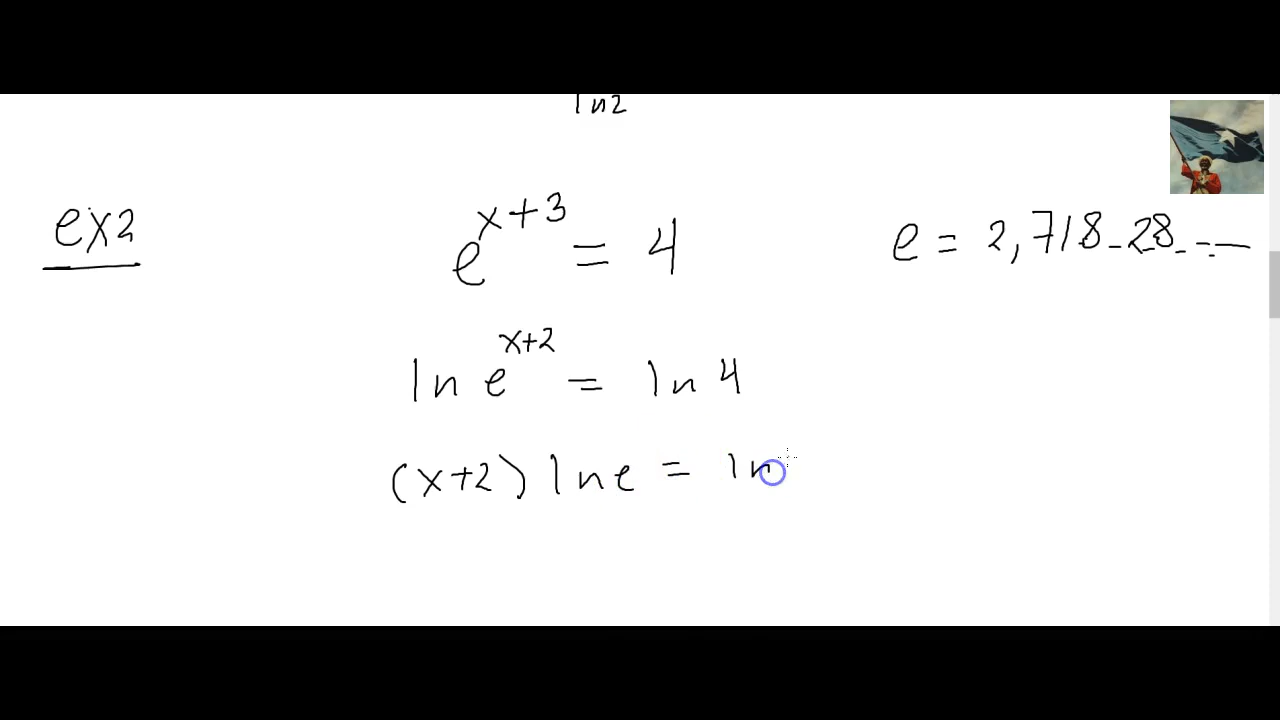 ln2
ex2
e^{x+3} = 4
e = 2,718-28-----
ln e^{x+2} = ln 4
(x+2) ln e = ln